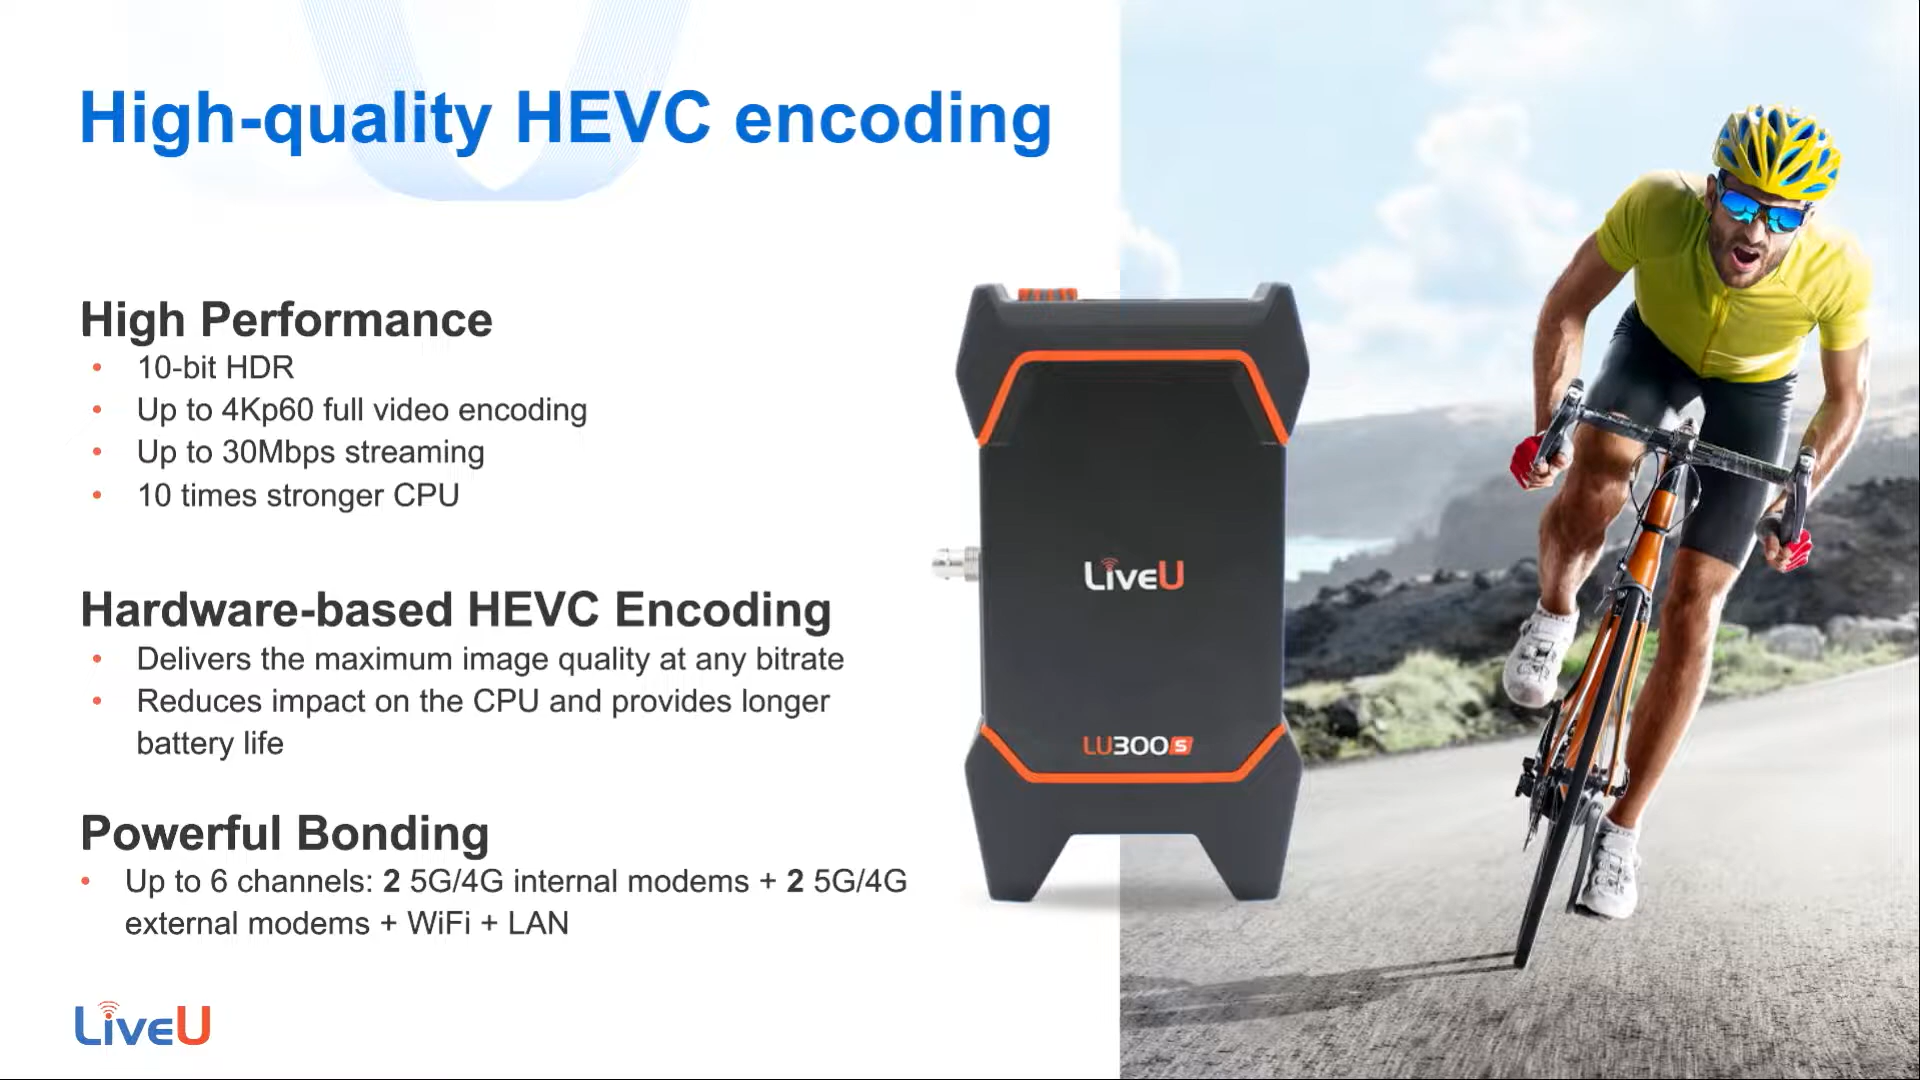 High-quality HEVC encoding
High Performance
• 10-bit HDR
• Up to 4Kp60 full video encoding
• Up to 30Mbps streaming
• 10 times stronger CPU
Hardware-based HEVC Encoding
• Delivers the maximum image quality at any bitrate
• Reduces impact on the CPU and provides longer
battery life
Powerful Bonding
• Up to 6 channels: 2 5G/4G internal modems + 2 5G/4G
external modems + WiFi + LAN
LiveU
LiveU
LU300S